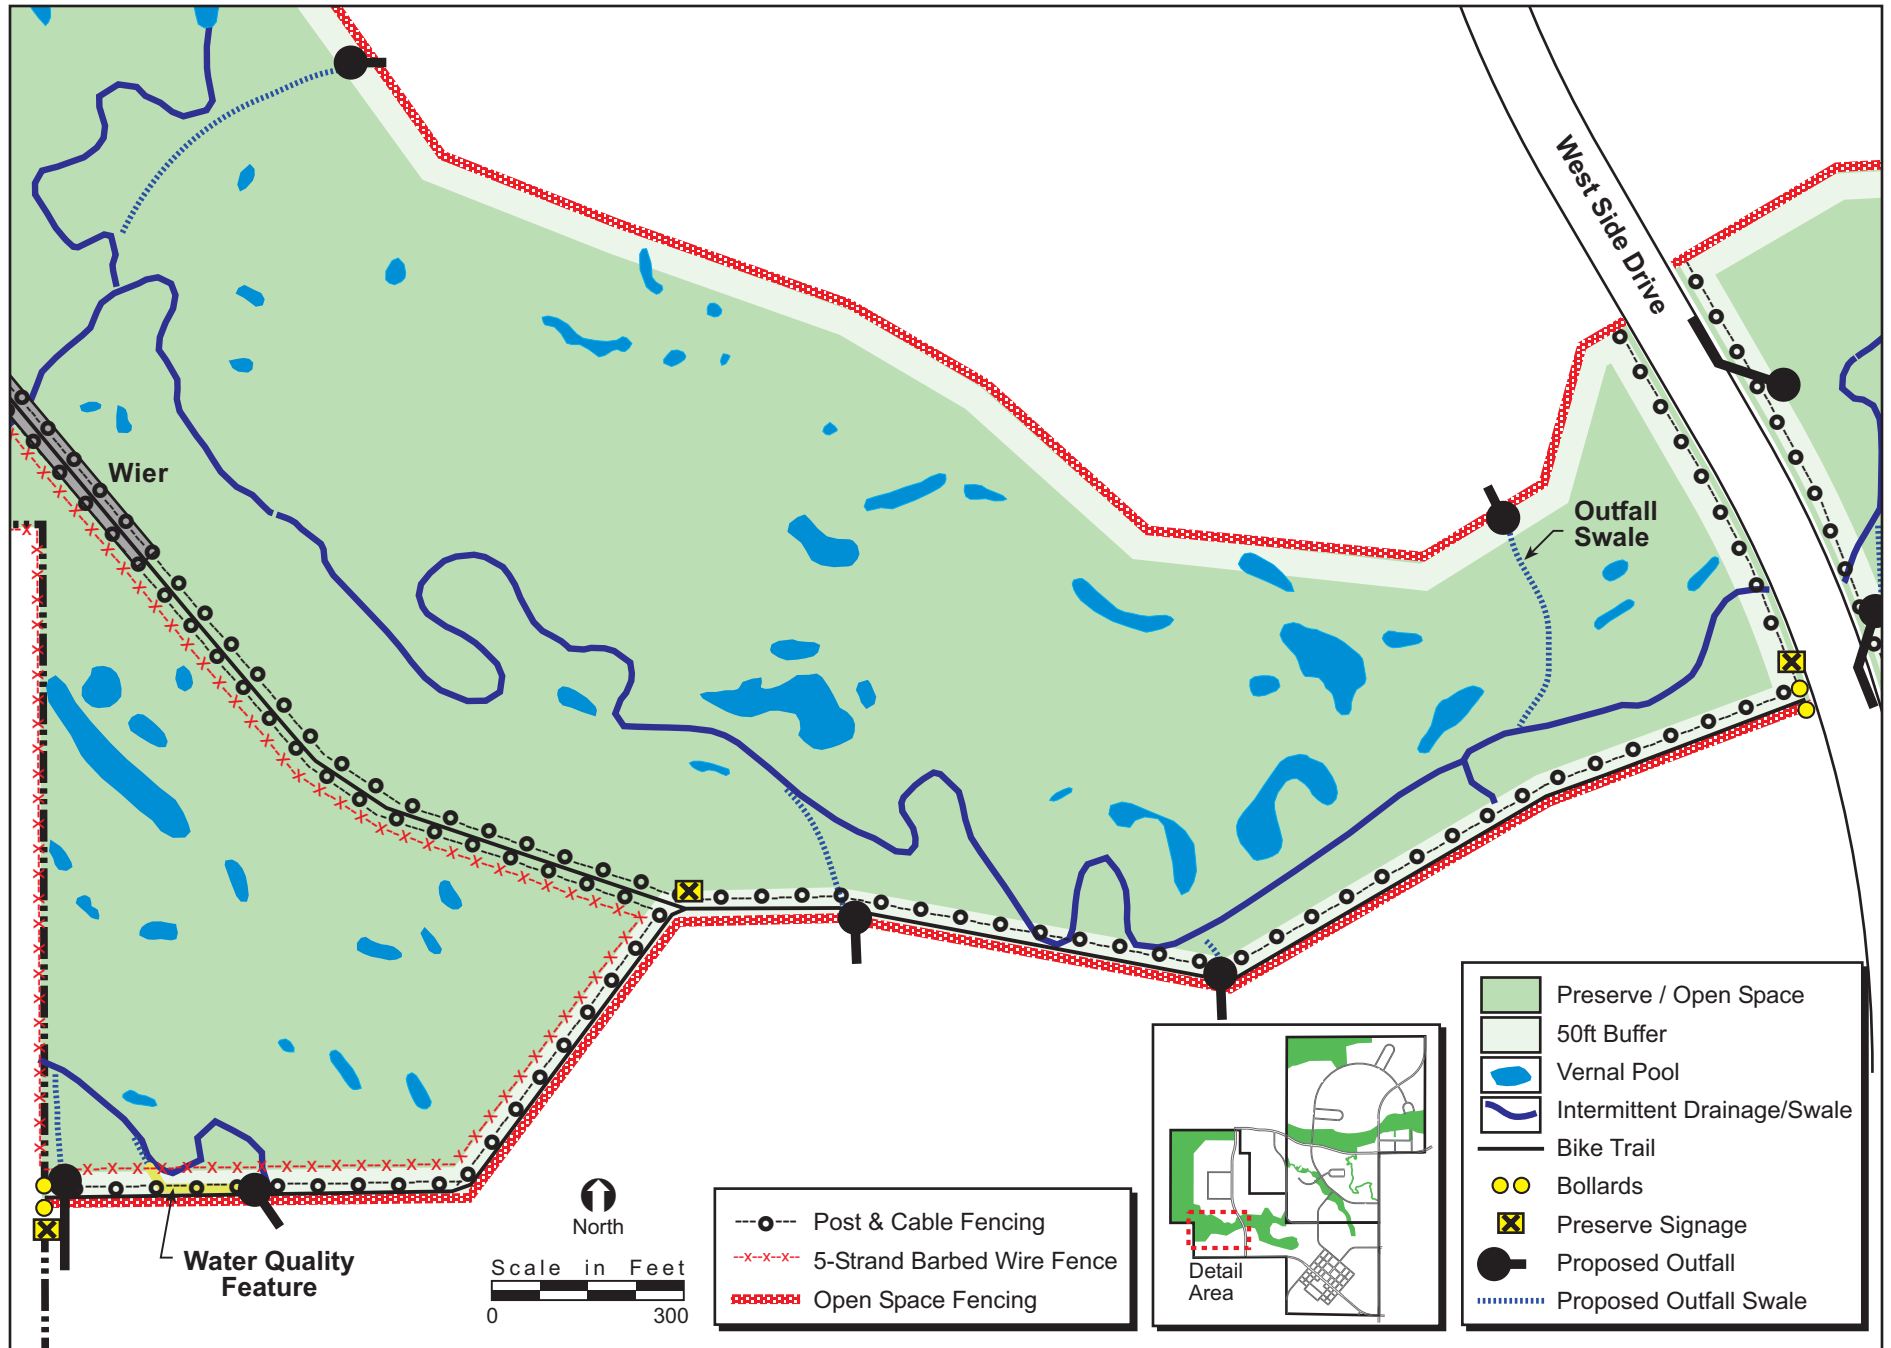 West Side Drive
Wier
Outfall
Swale
Water Quality
Feature
North
Scale in Feet
0 300
Post & Cable Fencing
5-Strand Barbed Wire Fence
Open Space Fencing
Detail
Area
Preserve / Open Space
50ft Buffer
Vernal Pool
Intermittent Drainage/Swale
Bike Trail
Bollards
Preserve Signage
Proposed Outfall
Proposed Outfall Swale